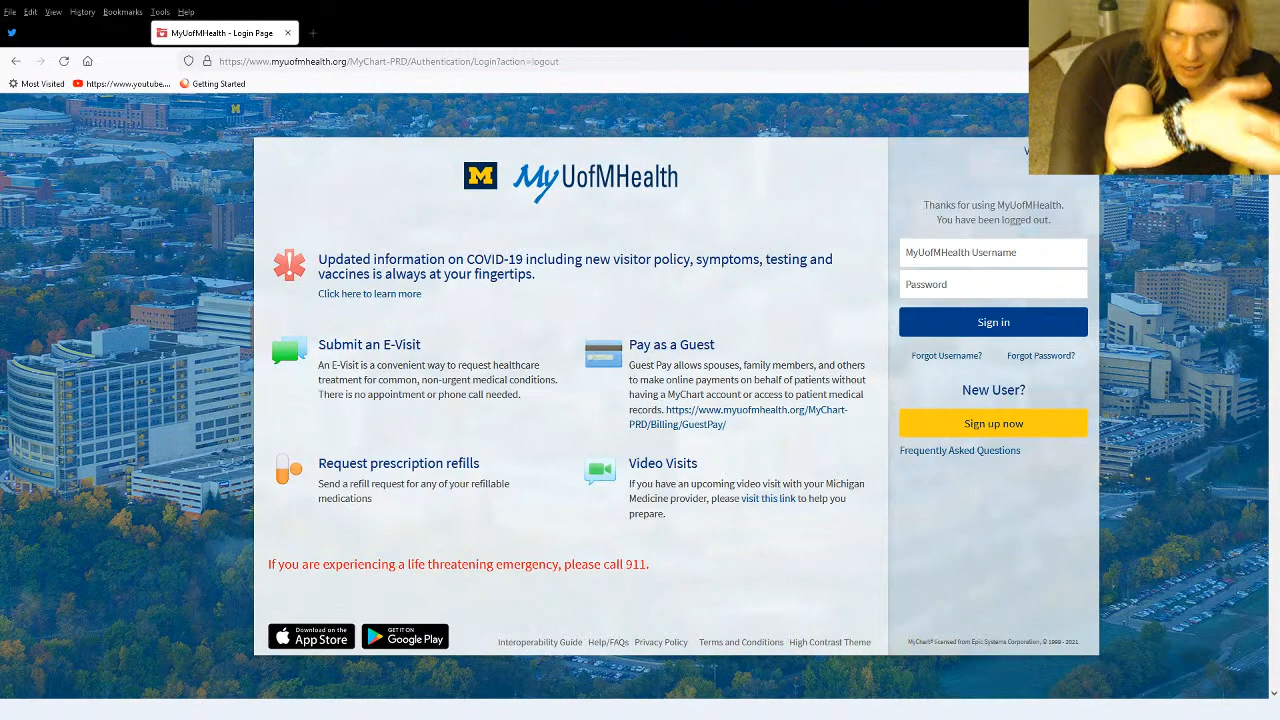 File Edit View History Bookmarks Tools Help
MyUofMHealth - Login Page
https://www.myuofmhealth.org/MyChart-PRD/Authentication/Login?action=logout
Most Visited https://www.youtube.... Getting Started
M
M My UofMHealth
Thanks for using MyUofMHealth.
You have been logged out.
MyUofMHealth Username
Password
Sign in
Forgot Username? Forgot Password?
New User?
Sign up now
Frequently Asked Questions
Updated information on COVID-19 including new visitor policy, symptoms, testing and
vaccines is always at your fingertips.
Click here to learn more
Submit an E-Visit
An E-Visit is a convenient way to request healthcare
treatment for common, non-urgent medical conditions.
There is no appointment or phone call needed.
Pay as a Guest
Guest Pay allows spouses, family members, and others
to make online payments on behalf of patients without
having a MyChart account or access to patient medical
records. https://www.myuofmhealth.org/MyChart-
PRD/Billing/GuestPay/
Request prescription refills
Send a refill request for any of your refillable
medications
Video Visits
If you have an upcoming video visit with your Michigan
Medicine provider, please visit this link to help you
prepare.
If you are experiencing a life threatening emergency, please call 911.
Download on the
App Store
GET IT ON
Google Play
Interoperability Guide Help/FAQs Privacy Policy Terms and Conditions High Contrast Theme
MyChart® licensed from Epic Systems Corporation, © 1999 - 2021.